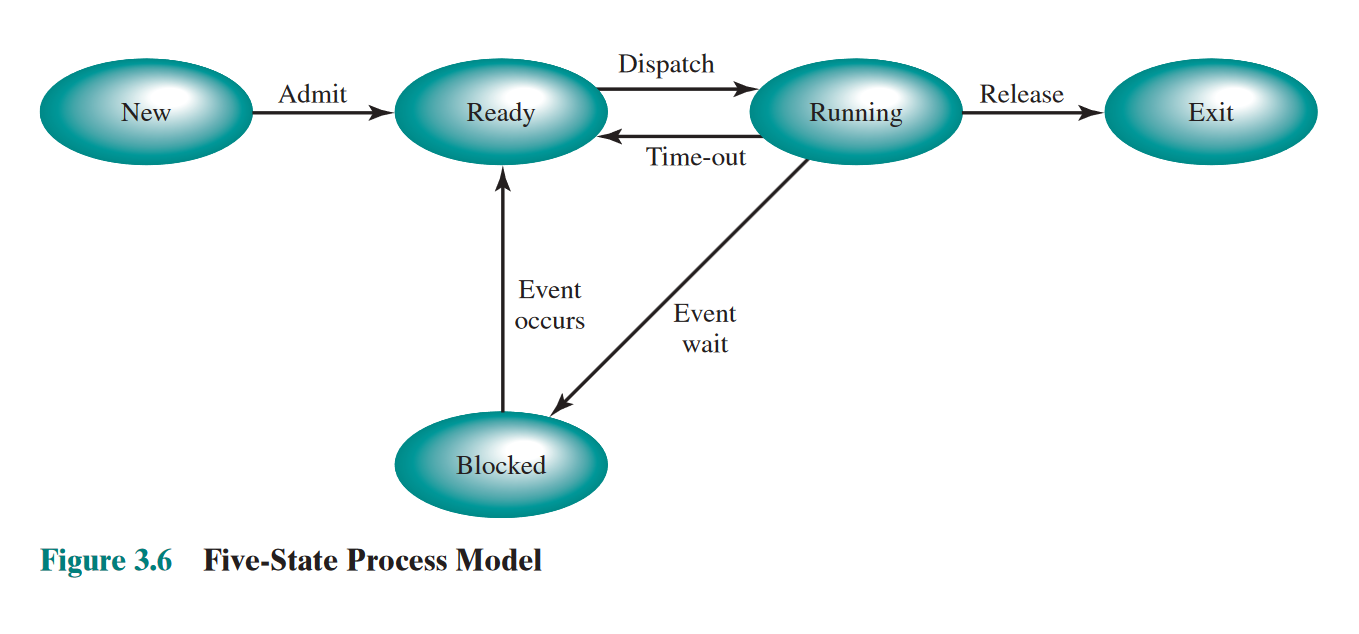 Dispatch
Admit
Release
New
Ready
Running
Exit
Time-out
Event
occurs
Event
wait
Blocked
Figure 3.6 Five-State Process Model